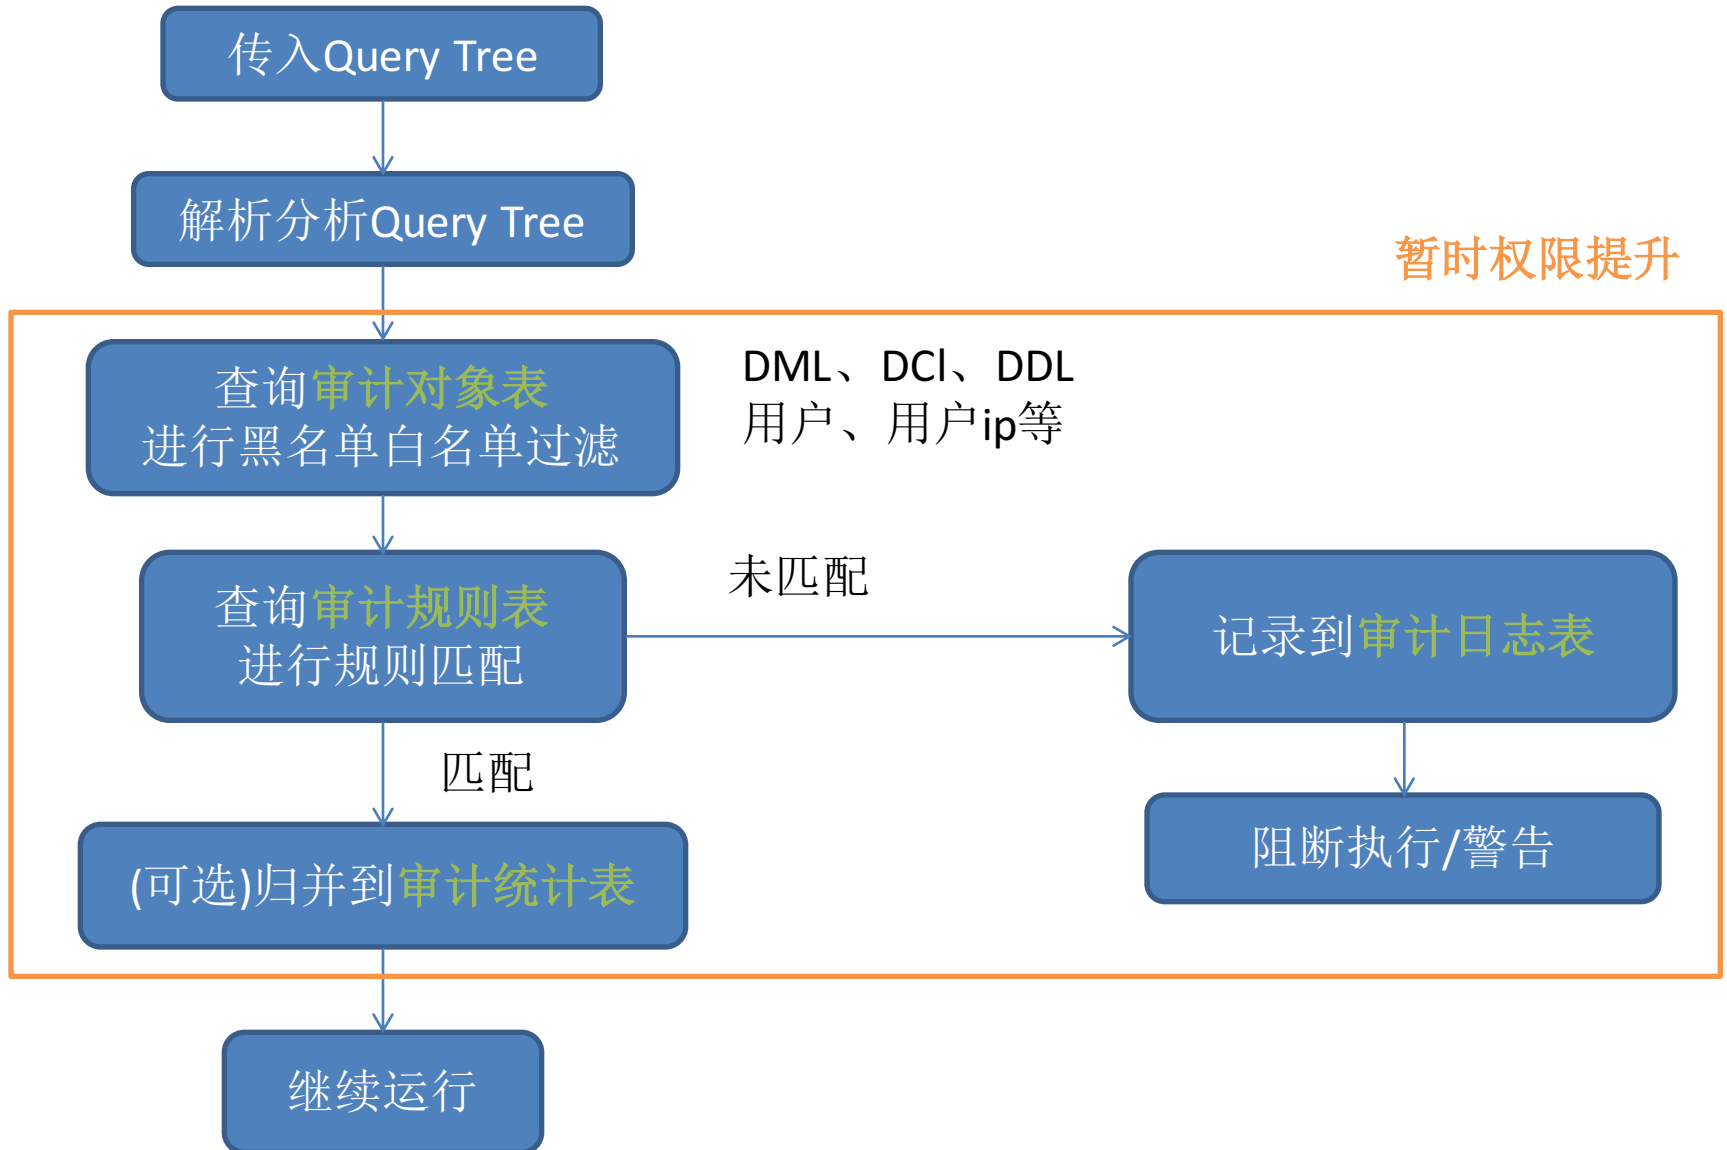 传入Query Tree
解析分析Query Tree
暂时权限提升
查询审计对象表
进行黑名单白名单过滤
DML、DCl、DDL
用户、用户ip等
查询审计规则表
进行规则匹配
未匹配
记录到审计日志表
匹配
阻断执行/警告
(可选)归并到审计统计表
继续运行